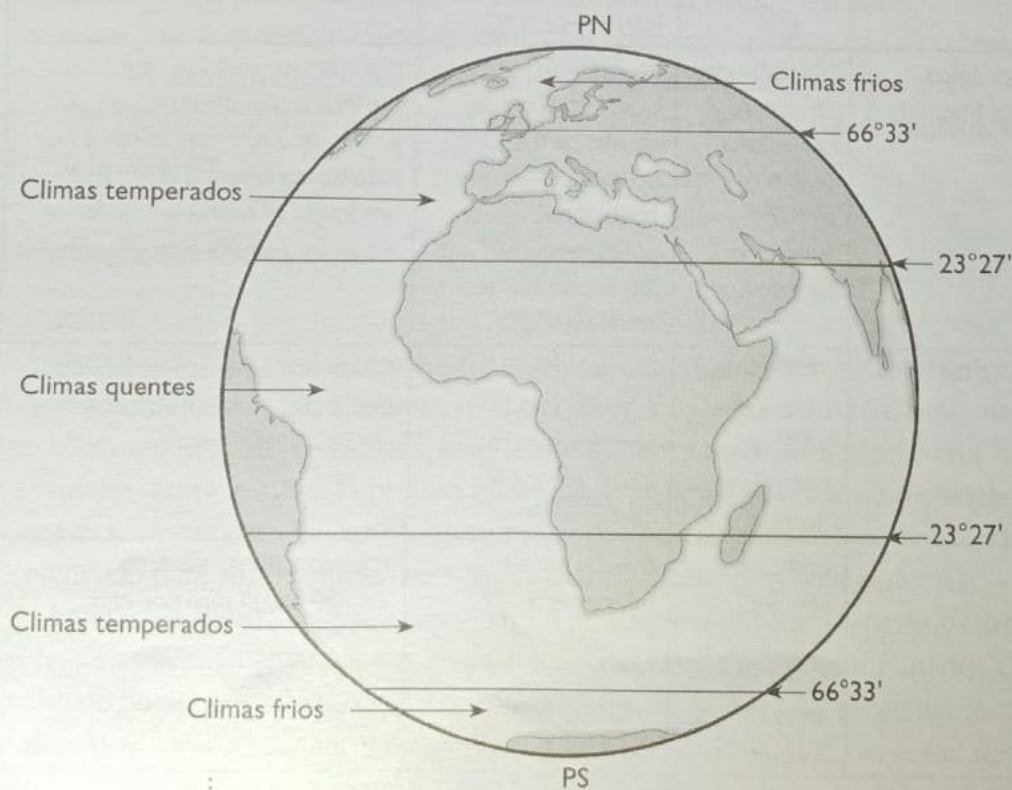 PN
Climas frios
66°33'
Climas temperados
23°27'
Climas quentes
23°27'
Climas temperados
66°33'
Climas frios
PS